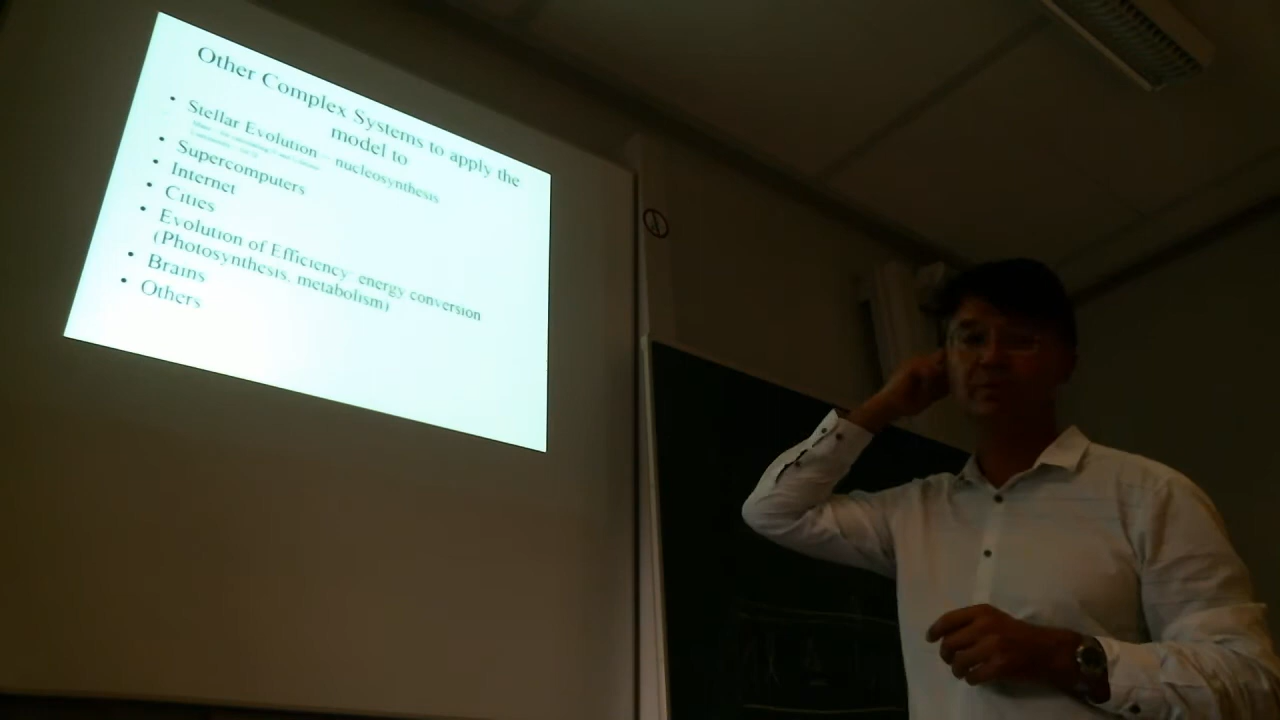 Other Complex Systems to apply the
model to
• Stellar Evolution – nucleosynthesis
• Supercomputers
• Internet
• Cities
• Evolution of Efficiency- energy conversion
(Photosynthesis, metabolism)
• Brains
• Others